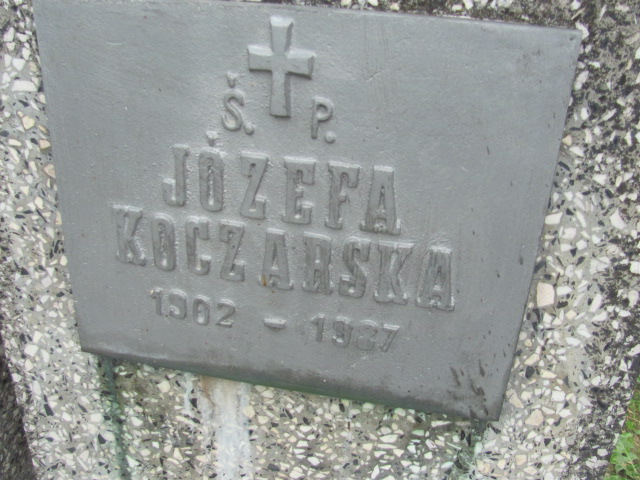 Ś. P.
JÓZEFA
KOCZARSKA
1902 - 1987